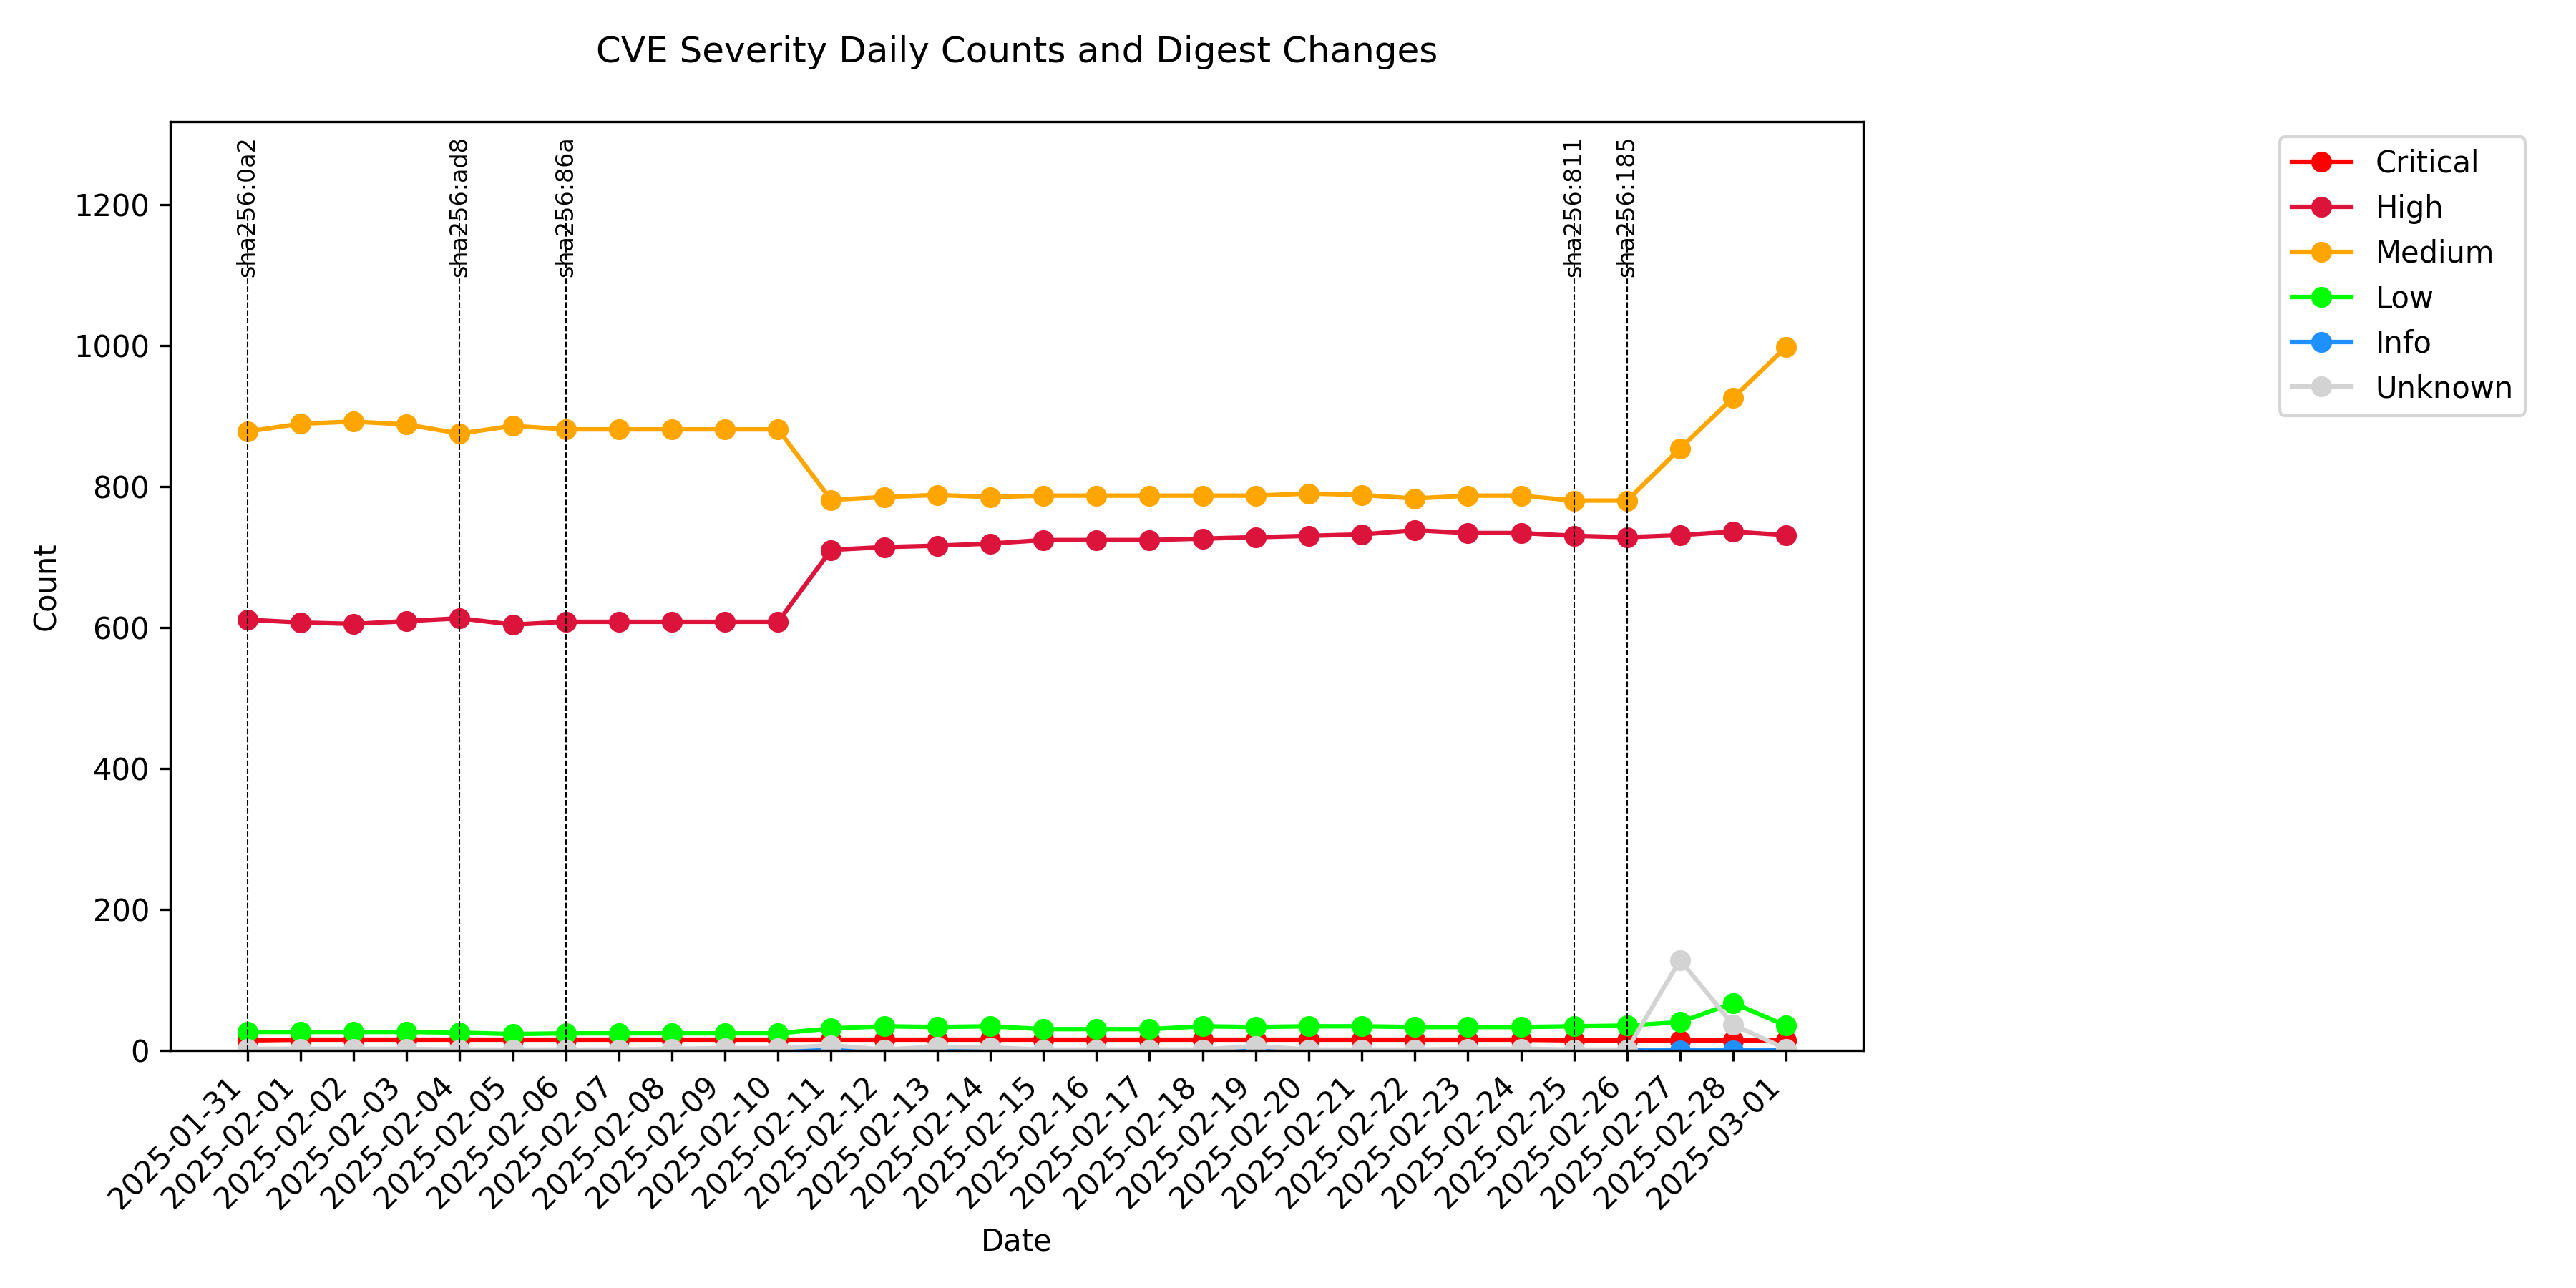 CVE Severity Daily Counts and Digest Changes
sha256:0a2
sha256:ad8
sha256:86a
sha256:811
sha256:185
Critical
High
Medium
Low
Info
Unknown
1200
1000
800
600
400
200
0
Count
2025-01-31
2025-02-01
2025-02-02
2025-02-03
2025-02-04
2025-02-05
2025-02-06
2025-02-07
2025-02-08
2025-02-09
2025-02-10
2025-02-11
2025-02-12
2025-02-13
2025-02-14
2025-02-15
2025-02-16
2025-02-17
2025-02-18
2025-02-19
2025-02-20
2025-02-21
2025-02-22
2025-02-23
2025-02-24
2025-02-25
2025-02-26
2025-02-27
2025-02-28
2025-03-01
Date